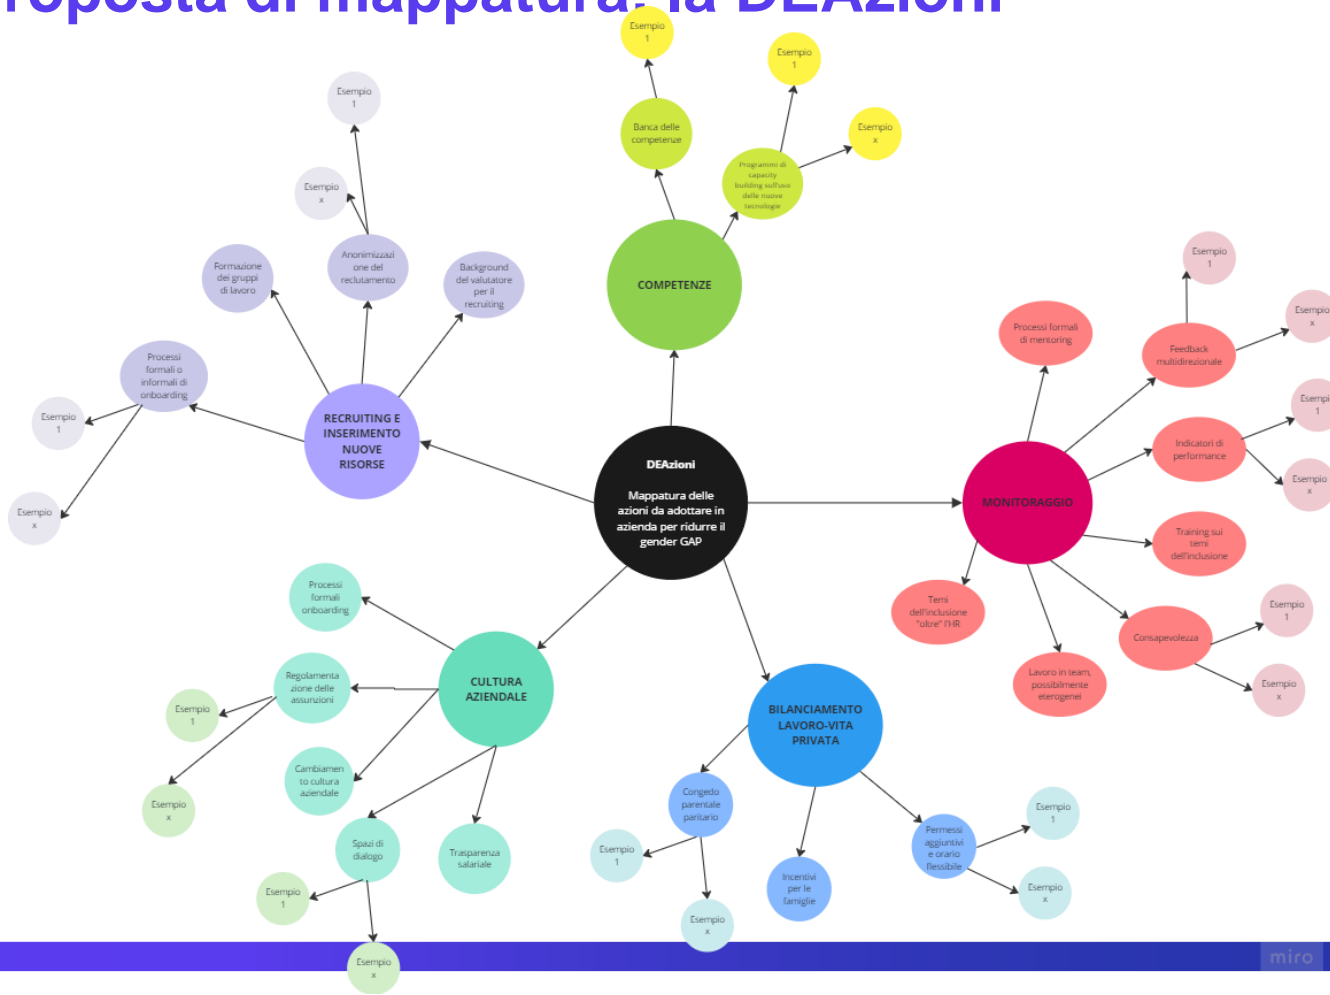 roposta di mappatura: la DEAzioni
Esempio
1
Esempio
1
Banca delle
competenze
Esempio
x
Programmi di
capacity
building sull'uso
delle nuove
tecnologie
COMPETENZE
Esempio
1
Esempio
x
Formazione
dei gruppi
di lavoro
Anonimizzazi
one del
reclutamento
Background
del valutatore
per il
recruiting
Processi
formali o
informali di
onboarding
Esempio
1
Esempio
x
RECRUITING E
INSERIMENTO
NUOVE
RISORSE
DEAzioni
Mappatura delle
azioni da adottare in
azienda per ridurre il
gender GAP
Esempio
1
Processi formali
di mentoring
Esempio
x
Feedback
multidirezionale
Esempi
1
Indicatori di
performance
Esempio
x
MONITORAGGIO
Training sui
temi
dell'inclusione
Temi
dell'inclusione
"oltre" l'HR
Consapevolezza
Esempio
1
Esempio
x
Lavoro in team,
possibilmente
eterogenei
Processi
formali
onboarding
Regolamenta
zione delle
assunzioni
CULTURA
AZIENDALE
Esempio
1
Esempio
x
Cambiamen
to cultura
aziendale
Spazi di
dialogo
Trasparenza
salariale
Esempio
1
Esempio
x
BILANCIAMENTO
LAVORO-VITA
PRIVATA
Congedo
parentale
paritario
Esempio
1
Esempio
x
Incentivi
per le
famiglie
Permessi
aggiuntivi
e orario
flessibile
Esempio
1
Esempio
x
miro